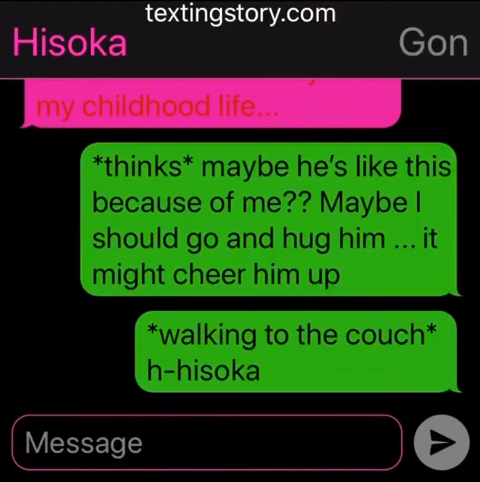 textingstory.com
Hisoka
Gon
my childhood life...
*thinks* maybe he's like this
because of me?? Maybe I
should go and hug him ... it
might cheer him up
*walking to the couch*
h-hisoka
Message